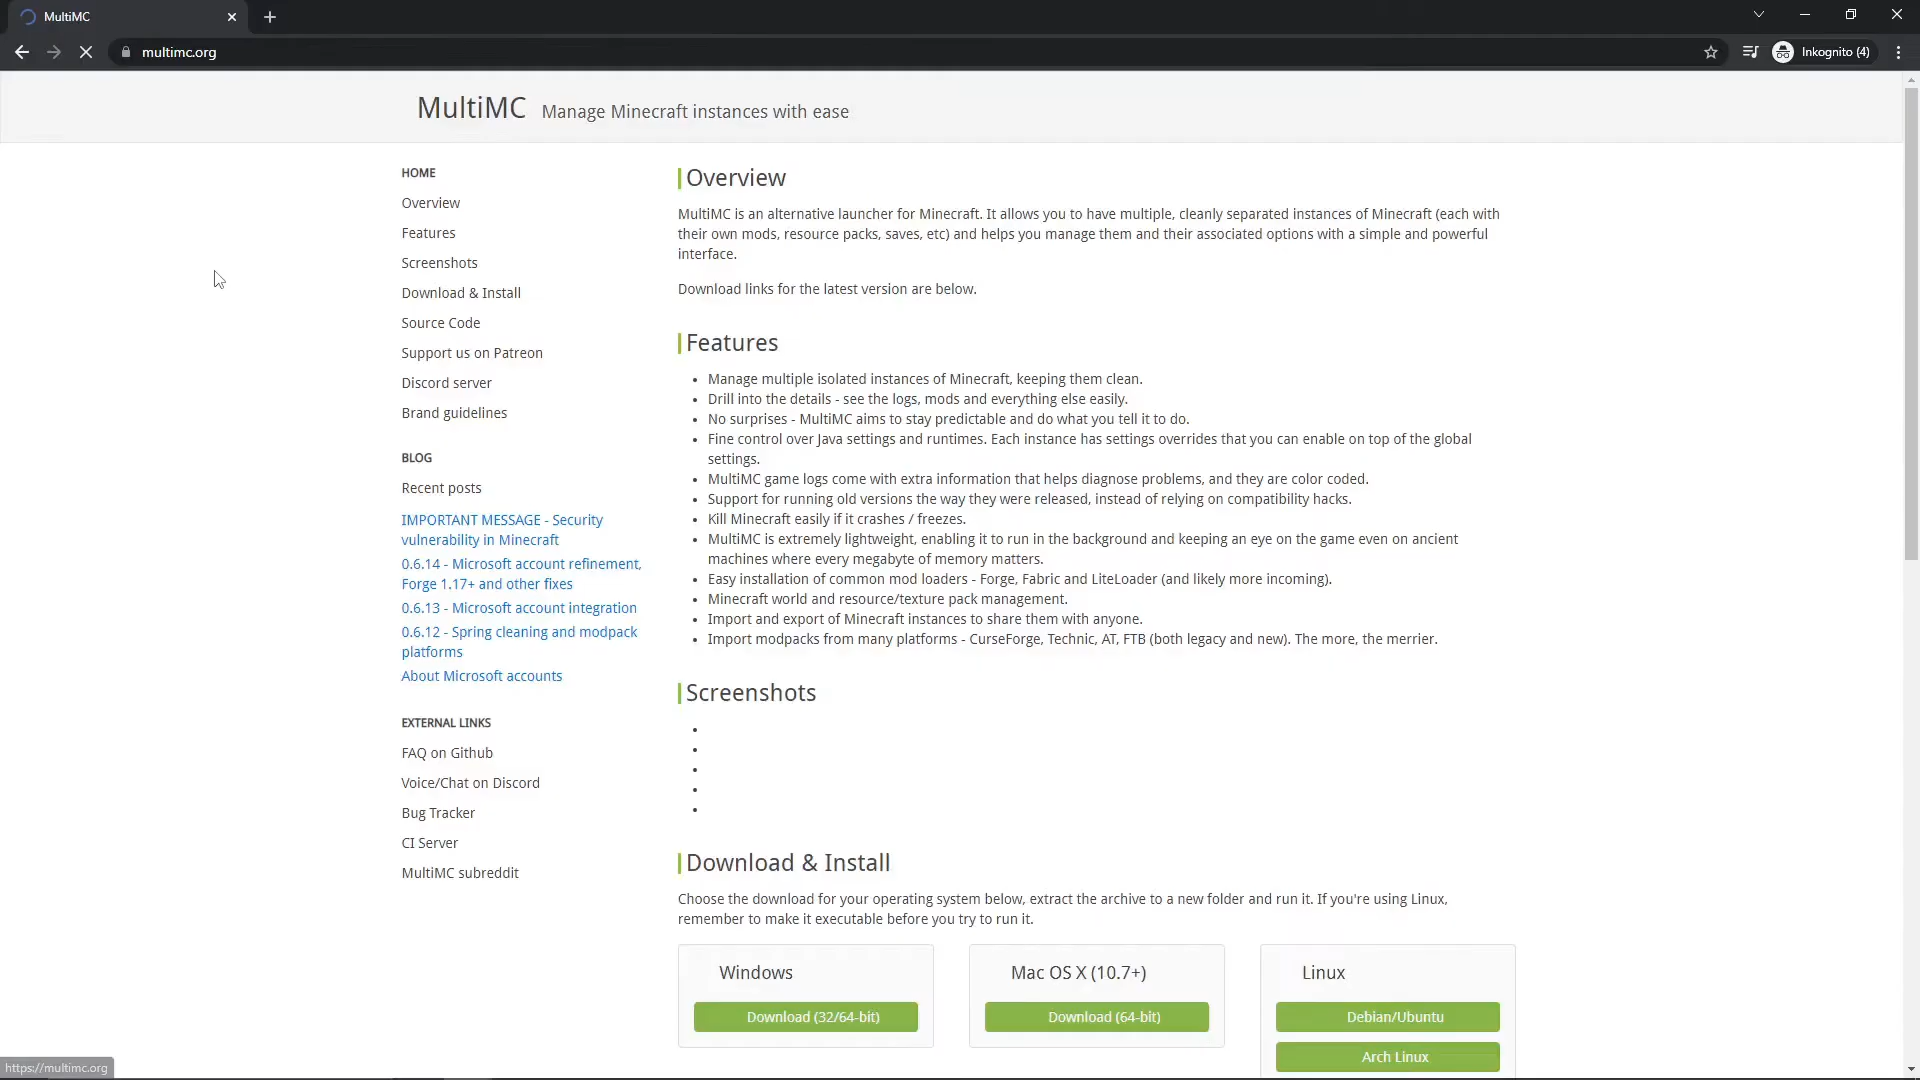 MultiMC
multimc.org
Inkognito (4)
MultiMC Manage Minecraft instances with ease
HOME
Overview
Features
Screenshots
Download & Install
Source Code
Support us on Patreon
Discord server
Brand guidelines
BLOG
Recent posts
IMPORTANT MESSAGE - Security
vulnerability in Minecraft
0.6.14 - Microsoft account refinement,
Forge 1.17+ and other fixes
0.6.13 - Microsoft account integration
0.6.12 - Spring cleaning and modpack
platforms
About Microsoft accounts
EXTERNAL LINKS
FAQ on Github
Voice/Chat on Discord
Bug Tracker
CI Server
MultiMC subreddit
Overview
MultiMC is an alternative launcher for Minecraft. It allows you to have multiple, cleanly separated instances of Minecraft (each with
their own mods, resource packs, saves, etc) and helps you manage them and their associated options with a simple and powerful
interface.
Download links for the latest version are below.
Features
• Manage multiple isolated instances of Minecraft, keeping them clean.
• Drill into the details - see the logs, mods and everything else easily.
• No surprises - MultiMC aims to stay predictable and do what you tell it to do.
• Fine control over Java settings and runtimes. Each instance has settings overrides that you can enable on top of the global
settings.
• MultiMC game logs come with extra information that helps diagnose problems, and they are color coded.
• Support for running old versions the way they were released, instead of relying on compatibility hacks.
• Kill Minecraft easily if it crashes / freezes.
• MultiMC is extremely lightweight, enabling it to run in the background and keeping an eye on the game even on ancient
machines where every megabyte of memory matters.
• Easy installation of common mod loaders - Forge, Fabric and LiteLoader (and likely more incoming).
• Minecraft world and resource/texture pack management.
• Import and export of Minecraft instances to share them with anyone.
• Import modpacks from many platforms - CurseForge, Technic, AT, FTB (both legacy and new). The more, the merrier.
Screenshots
Download & Install
Choose the download for your operating system below, extract the archive to a new folder and run it. If you're using Linux,
remember to make it executable before you try to run it.
Windows
Download (32/64-bit)
Mac OS X (10.7+)
Download (64-bit)
Linux
Debian/Ubuntu
Arch Linux
https://multimc.org